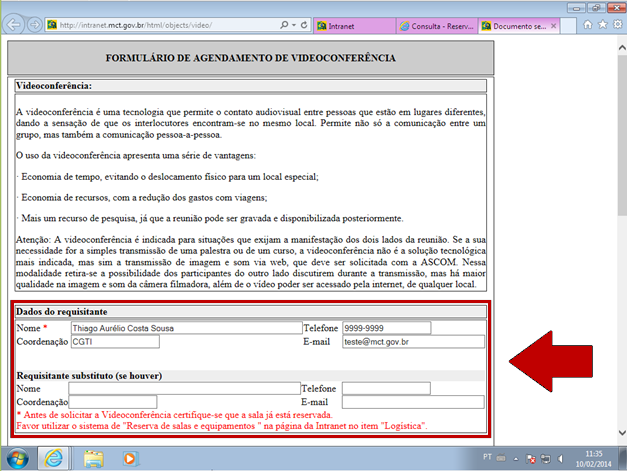 http://intranet.mct.gov.br/html/objects/video/
Intranet
Consulta - Reserv...
Documento se...
FORMULÁRIO DE AGENDAMENTO DE VIDEOCONFERÊNCIA
Videoconferência:
A videoconferência é uma tecnologia que permite o contato audiovisual entre pessoas que estão em lugares diferentes,
dando a sensação de que os interlocutores encontram-se no mesmo local. Permite não só a comunicação entre um
grupo, mas também a comunicação pessoa-a-pessoa.
O uso da videoconferência apresenta uma série de vantagens:
· Economia de tempo, evitando o deslocamento físico para um local especial;
· Economia de recursos, com a redução dos gastos com viagens;
· Mais um recurso de pesquisa, já que a reunião pode ser gravada e disponibilizada posteriormente.
Atenção: A videoconferência é indicada para situações que exijam a manifestação dos dois lados da reunião. Se a sua
necessidade for a simples transmissão de uma palestra ou de um curso, a videoconferência não é a solução tecnológica
mais indicada, mas sim a transmissão de imagem e som via web, que deve ser solicitada com a ASCOM. Nessa
modalidade retira-se a possibilidade dos participantes do outro lado discutirem durante a transmissão, mas há maior
qualidade na imagem e som da câmera filmadora, além de o vídeo poder ser acessado pela internet, de qualquer local.
Dados do requisitante
Nome * Thiago Aurélio Costa Sousa Telefone 9999-9999
Coordenação CGTI E-mail teste@mct.gov.br
Requisitante substituto (se houver)
Nome Telefone
Coordenação E-mail
* Antes de solicitar a Videoconferência certifique-se que a sala já está reservada.
Favor utilizar o sistema de "Reserva de salas e equipamentos " na página da Intranet no item "Logística".
PT
11:35
10/02/2014